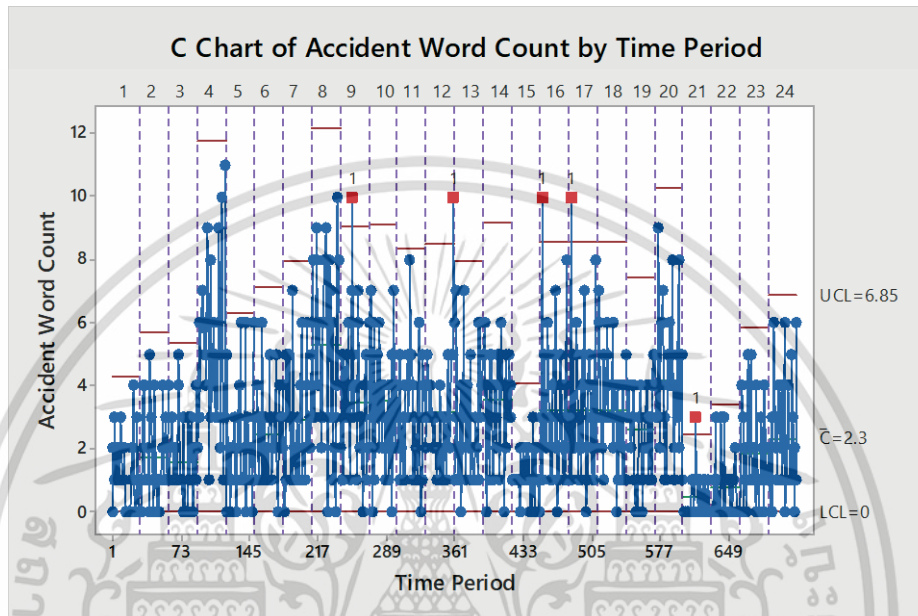 C Chart of Accident Word Count by Time Period
1 2 3 4 5 6 7 8 9 10 11 12 13 14 15 16 17 19 20 21 22 23 24
12
10
8
6
4
2
0
Accident Word Count
1 1 1 1
1
UCL=6.85
C̅=2.3
LCL=0
1 73 145 217 289 361 433 505 577 649
Time Period